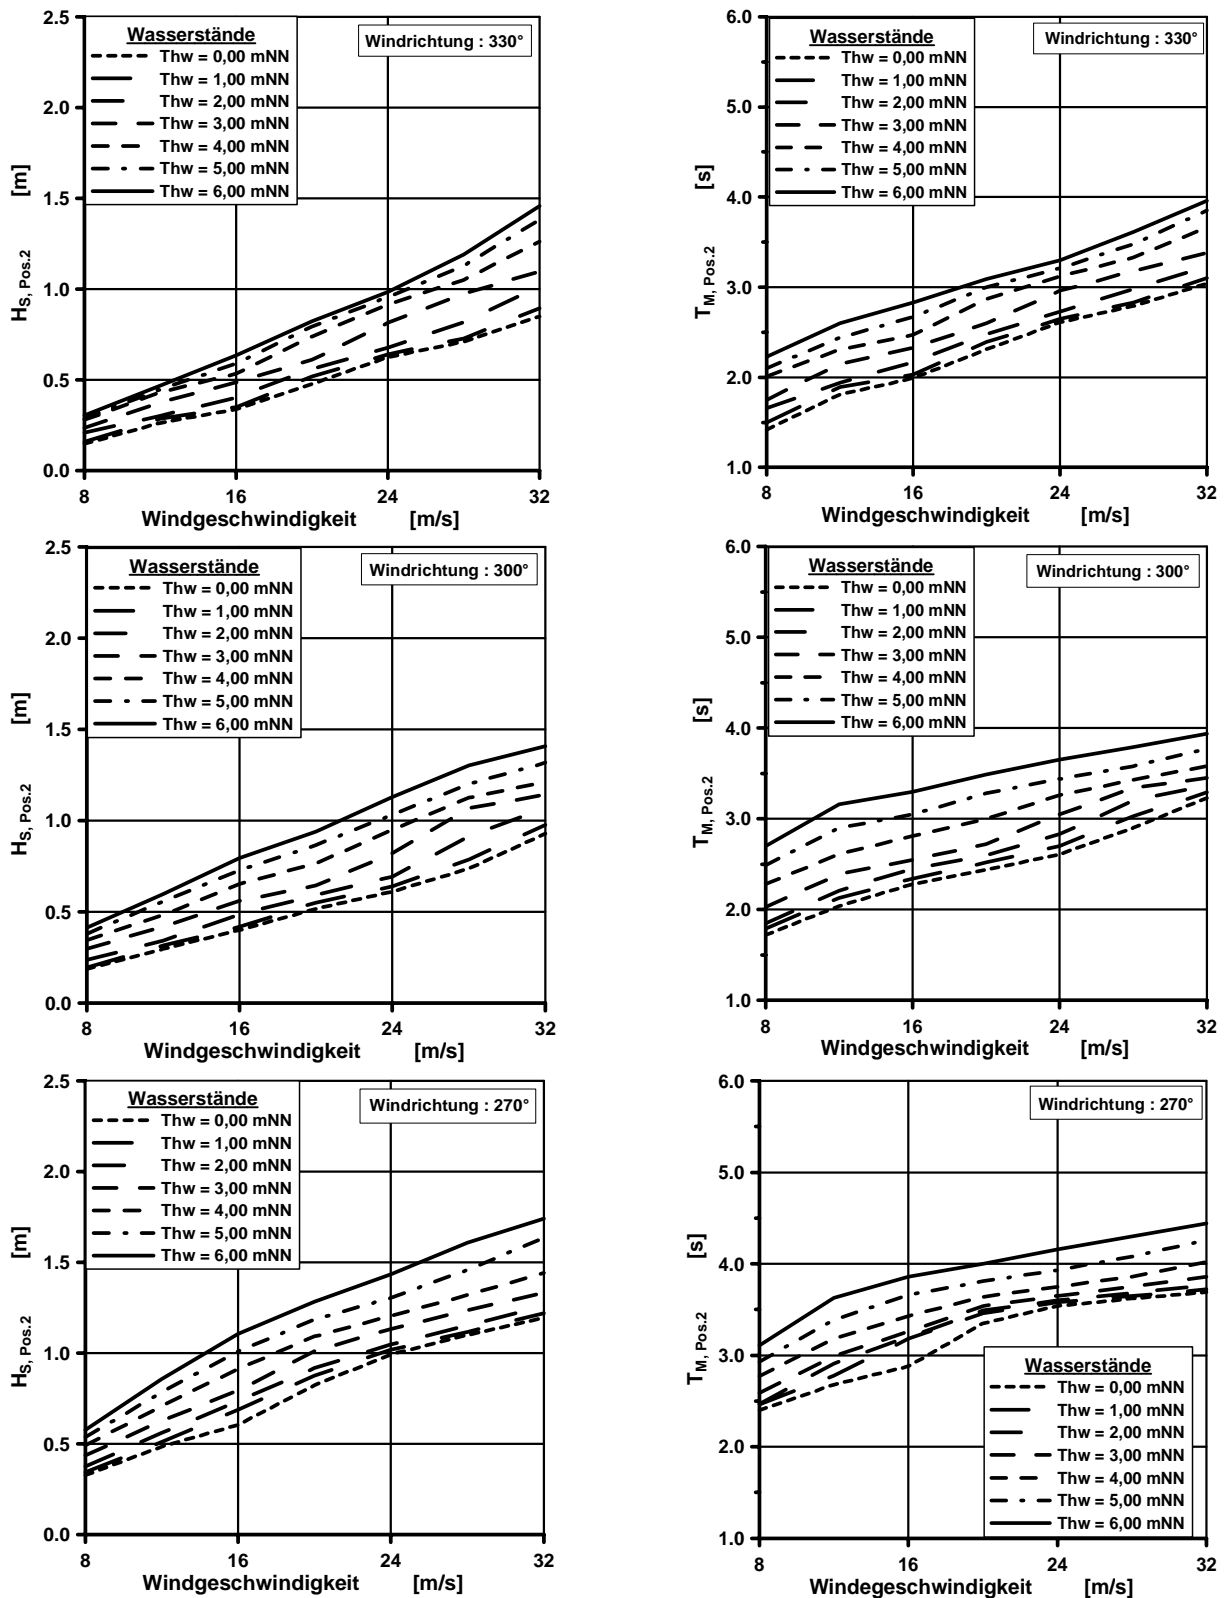 2.5
2.0
1.5
1.0
0.5
0.0
H S, Pos.2 [m]
Wasserstände
Thw = 0,00 mNN
Thw = 1,00 mNN
Thw = 2,00 mNN
Thw = 3,00 mNN
Thw = 4,00 mNN
Thw = 5,00 mNN
Thw = 6,00 mNN
Windrichtung : 330°
8 16 24 32
Windgeschwindigkeit [m/s]
6.0
5.0
4.0
3.0
2.0
1.0
T M, Pos.2 [s]
Wasserstände
Thw = 0,00 mNN
Thw = 1,00 mNN
Thw = 2,00 mNN
Thw = 3,00 mNN
Thw = 4,00 mNN
Thw = 5,00 mNN
Thw = 6,00 mNN
Windrichtung : 330°
8 16 24 32
Windgeschwindigkeit [m/s]
2.5
2.0
1.5
1.0
0.5
0.0
H S, Pos.2 [m]
Wasserstände
Thw = 0,00 mNN
Thw = 1,00 mNN
Thw = 2,00 mNN
Thw = 3,00 mNN
Thw = 4,00 mNN
Thw = 5,00 mNN
Thw = 6,00 mNN
Windrichtung : 300°
8 16 24 32
Windgeschwindigkeit [m/s]
6.0
5.0
4.0
3.0
2.0
1.0
T M, Pos.2 [s]
Wasserstände
Thw = 0,00 mNN
Thw = 1,00 mNN
Thw = 2,00 mNN
Thw = 3,00 mNN
Thw = 4,00 mNN
Thw = 5,00 mNN
Thw = 6,00 mNN
Windrichtung : 300°
8 16 24 32
Windgeschwindigkeit [m/s]
2.5
2.0
1.5
1.0
0.5
0.0
H S, Pos.2 [m]
Wasserstände
Thw = 0,00 mNN
Thw = 1,00 mNN
Thw = 2,00 mNN
Thw = 3,00 mNN
Thw = 4,00 mNN
Thw = 5,00 mNN
Thw = 6,00 mNN
Windrichtung : 270°
8 16 24 32
Windgeschwindigkeit [m/s]
6.0
5.0
4.0
3.0
2.0
1.0
T M, Pos.2 [s]
Windrichtung : 270°
Wasserstände
Thw = 0,00 mNN
Thw = 1,00 mNN
Thw = 2,00 mNN
Thw = 3,00 mNN
Thw = 4,00 mNN
Thw = 5,00 mNN
Thw = 6,00 mNN
8 16 24 32
Windegeschwindigkeit [m/s]